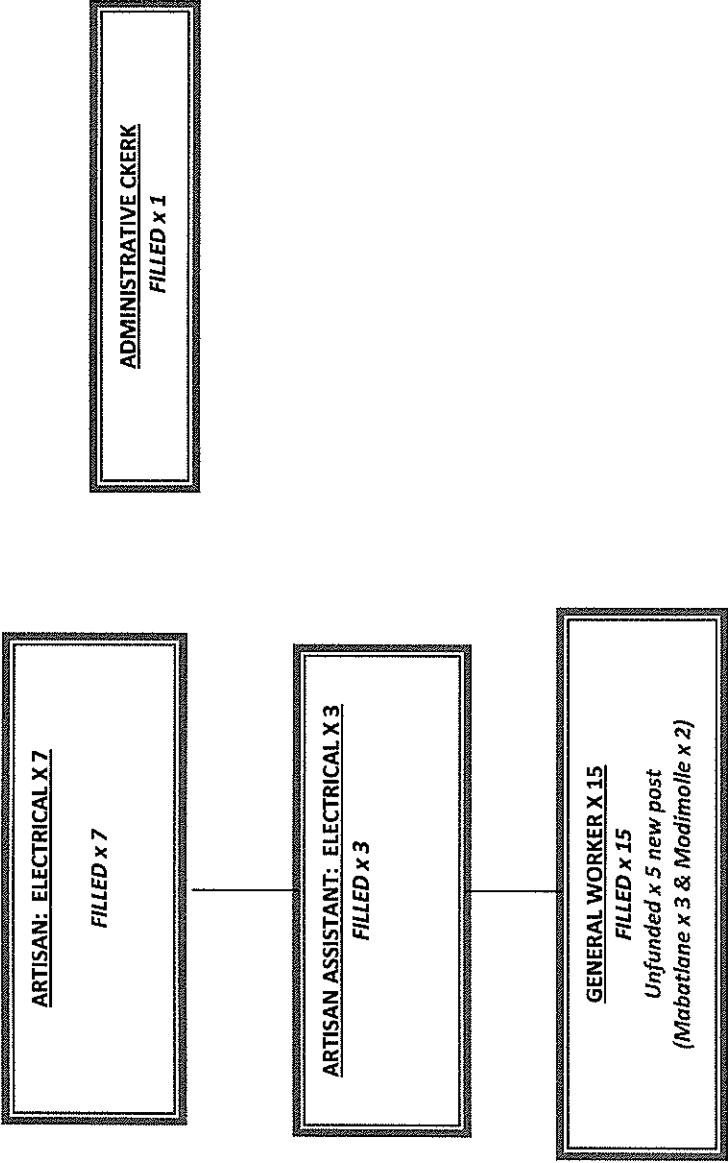 ADMINISTRATIVE CKERK
FILLED x 1
ARTISAN: ELECTRICAL X 7
FILLED x 7
ARTISAN ASSISTANT: ELECTRICAL X 3
FILLED x 3
GENERAL WORKER X 15
FILLED x 15
Unfunded x 5 new post
(Mabatlane x 3 & Modimolle x 2)